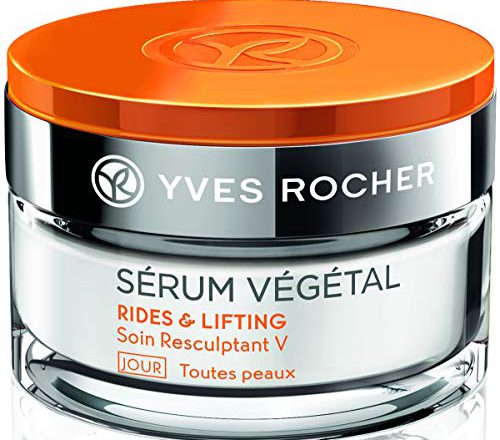 YVES ROCHER
SÉRUM VÉGÉTAL
RIDES & LIFTING
Soin Resculptant V
JOUR Toutes peaux